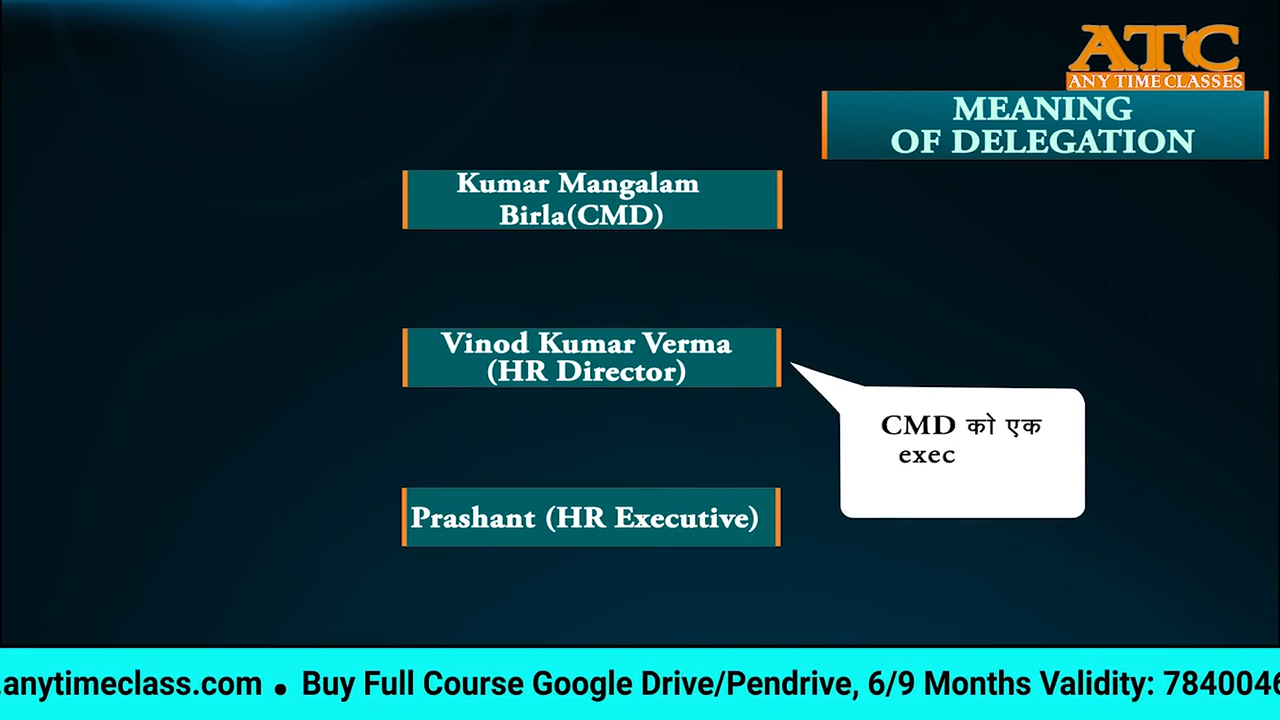 ATC
ANY TIME CLASSES
MEANING
OF DELEGATION
Kumar Mangalam
Birla(CMD)
Vinod Kumar Verma
(HR Director)
CMD को एक
exec
Prashant (HR Executive)
.anytimeclass.com • Buy Full Course Google Drive/Pendrive, 6/9 Months Validity: 7840046